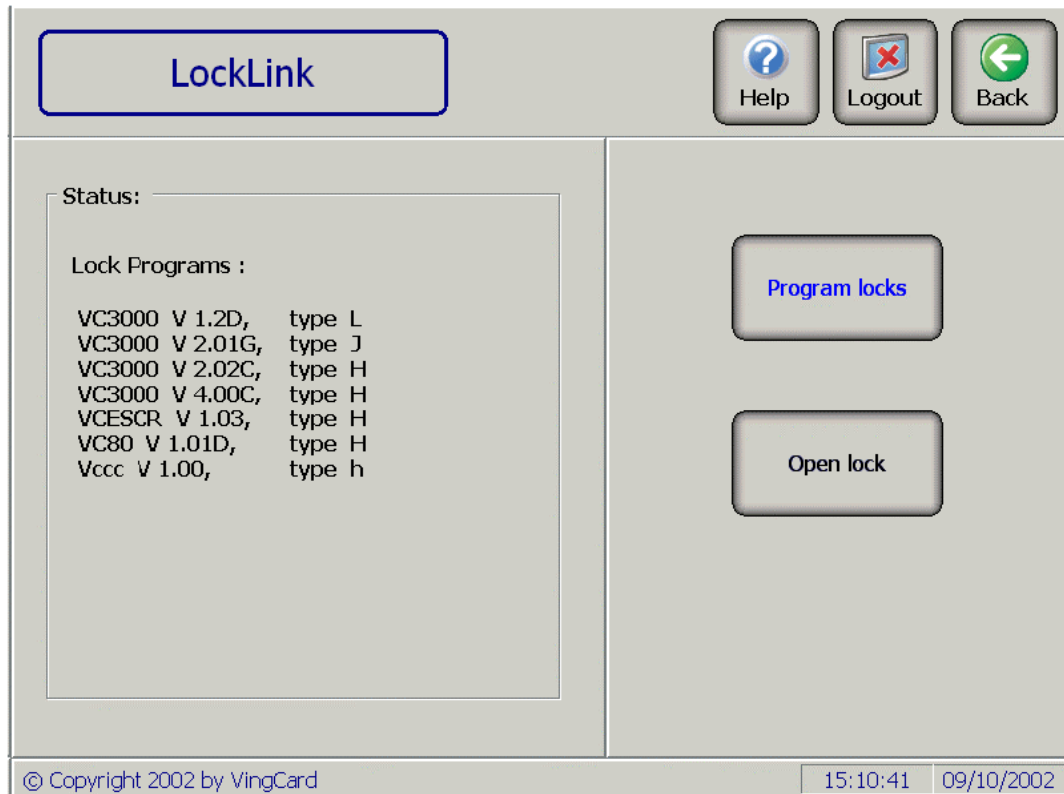 LockLink
Help
Logout
Back
Status:
Lock Programs :
VC3000 V 1.2D, type L
VC3000 V 2.01G, type J
VC3000 V 2.02C, type H
VC3000 V 4.00C, type H
VCESCR V 1.03, type H
VC80 V 1.01D, type H
Vccc V 1.00, type h
Program locks
Open lock
© Copyright 2002 by VingCard
15:10:41
09/10/2002